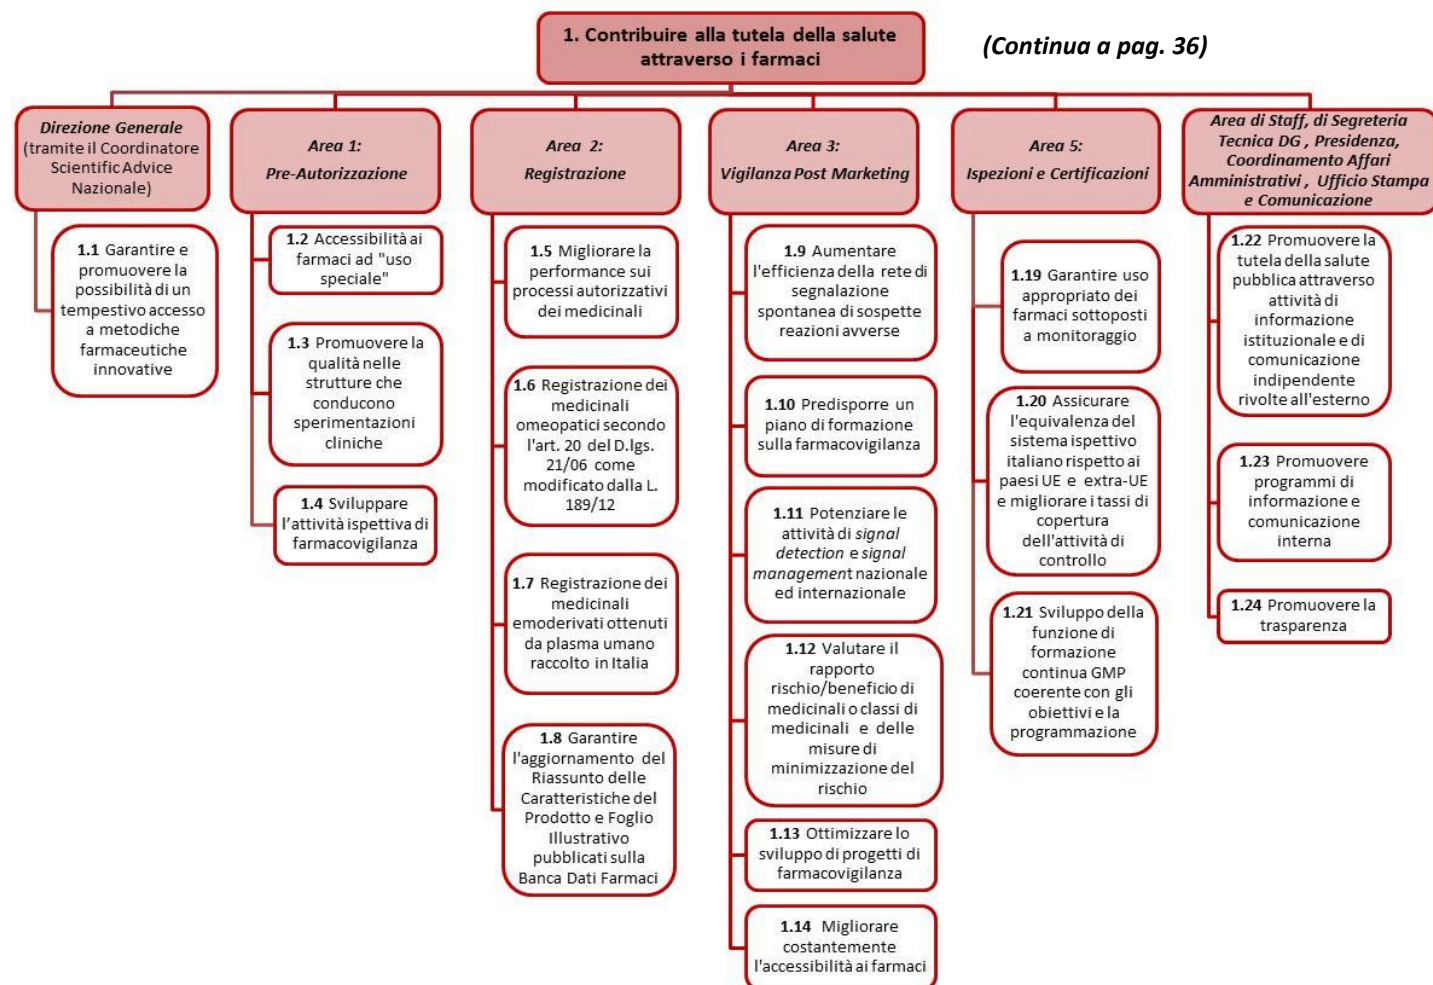 1. Contribuire alla tutela della salute
attraverso i farmaci
(Continua a pag. 36)
Direzione Generale
(tramite il Coordinatore
Scientific Advice
Nazionale)
1.1 Garantire e
promuovere la
possibilità di un
tempestivo accesso
a metodiche
farmaceutiche
innovative
Area 1:
Pre-Autorizzazione
1.2 Accessibilità ai
farmaci ad "uso
speciale"
1.3 Promuovere la
qualità nelle
strutture che
conducono
sperimentazioni
cliniche
1.4 Sviluppare
l’attività ispettiva di
farmacovigilanza
Area 2:
Registrazione
1.5 Migliorare la
performance sui
processi autorizzativi
dei medicinali
1.6 Registrazione dei
medicinali
omeopatici secondo
l'art. 20 del D.lgs.
21/06 come
modificato dalla L.
189/12
1.7 Registrazione dei
medicinali
emoderivati ottenuti
da plasma umano
raccolto in Italia
1.8 Garantire
l'aggiornamento del
Riassunto delle
Caratteristiche del
Prodotto e Foglio
Illustrativo
pubblicati sulla
Banca Dati Farmaci
Area 3:
Vigilanza Post Marketing
1.9 Aumentare
l'efficienza della rete di
segnalazione
spontanea di sospette
reazioni avverse
1.10 Predisporre un
piano di formazione
sulla farmacovigilanza
1.11 Potenziare le
attività di signal
detection e signal
management nazionale
ed internazionale
1.12 Valutare il
rapporto
rischio/beneficio di
medicinali o classi di
medicinali e delle
misure di
minimizzazione del
rischio
1.13 Ottimizzare lo
sviluppo di progetti di
farmacovigilanza
1.14 Migliorare
costantemente
l'accessibilità ai farmaci
Area 5:
Ispezioni e Certificazioni
1.19 Garantire uso
appropriato dei
farmaci sottoposti
a monitoraggio
1.20 Assicurare
l'equivalenza del
sistema ispettivo
italiano rispetto ai
paesi UE e extra-UE
e migliorare i tassi di
copertura
dell'attività di
controllo
1.21 Sviluppo della
funzione di
formazione
continua GMP
coerente con gli
obiettivi e la
programmazione
Area di Staff, di Segreteria
Tecnica DG , Presidenza,
Coordinamento Affari
Amministrativi , Ufficio Stampa
e Comunicazione
1.22 Promuovere la
tutela della salute
pubblica attraverso
attività di
informazione
istituzionale e di
comunicazione
indipendente
rivolte all'esterno
1.23 Promuovere
programmi di
informazione e
comunicazione
interna
1.24 Promuovere la
trasparenza